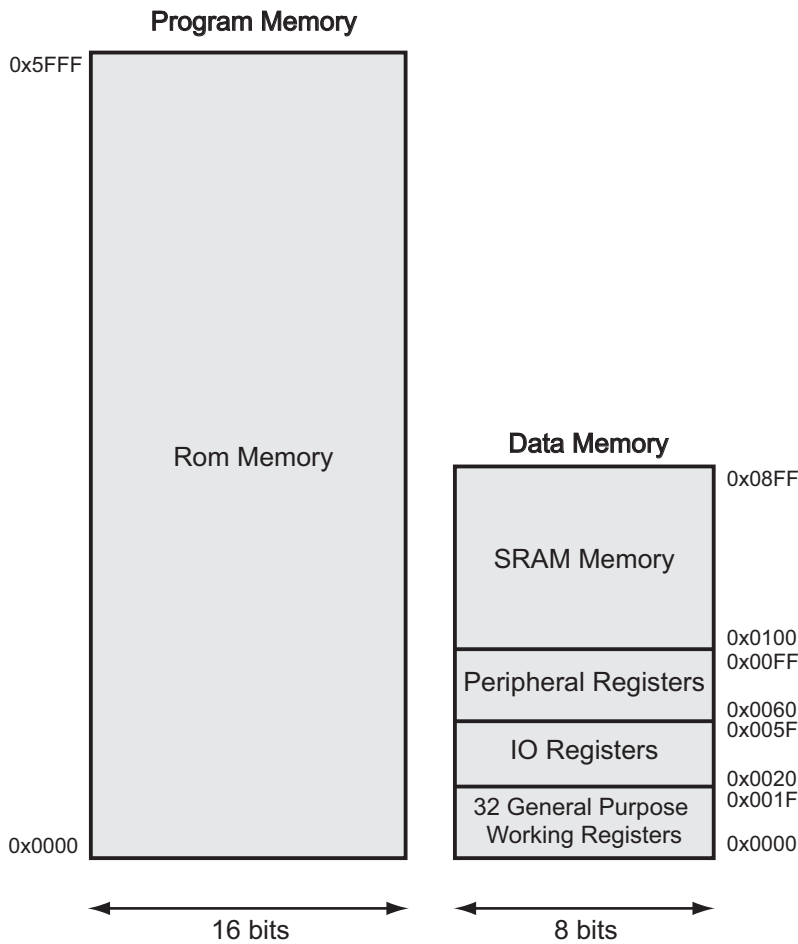 Program Memory
0x5FFF
Rom Memory
0x0000
16 bits
Data Memory
0x08FF
SRAM Memory
0x0100
0x00FF
Peripheral Registers
0x0060
0x005F
IO Registers
0x0020
0x001F
32 General Purpose
Working Registers
0x0000
8 bits